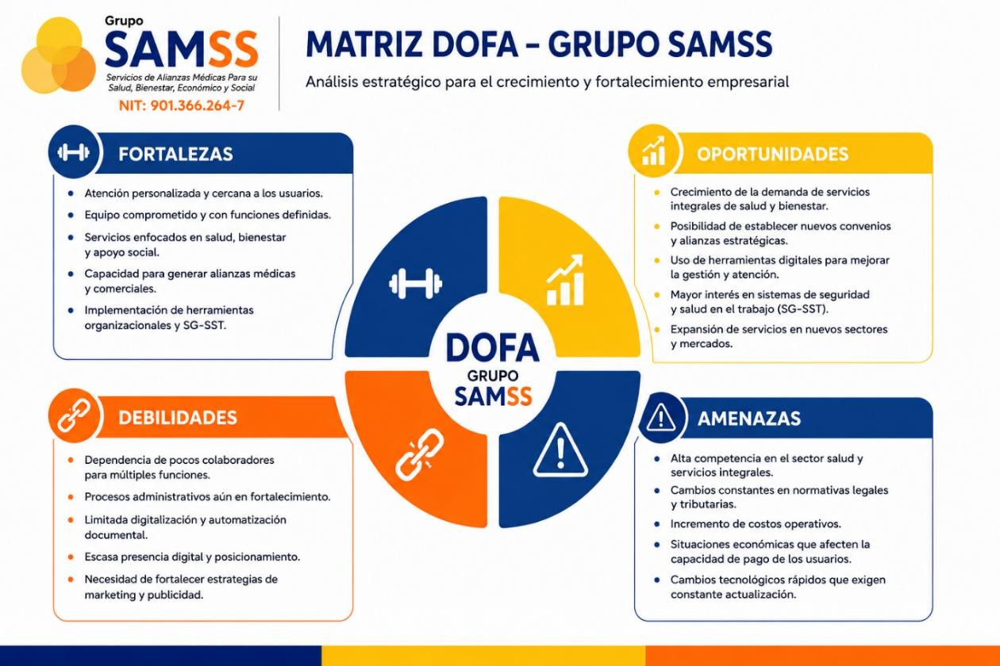 Grupo
SAMSS
Servicios de Alianzas Médicas Para su
Salud, Bienestar, Económico y Social
NIT: 901.366.264-7
MATRIZ DOFA – GRUPO SAMSS
Análisis estratégico para el crecimiento y fortalecimiento empresarial
FORTALEZAS
• Atención personalizada y cercana a los usuarios.
• Equipo comprometido y con funciones definidas.
• Servicios enfocados en salud, bienestar
y apoyo social.
• Capacidad para generar alianzas médicas
y comerciales.
• Implementación de herramientas
organizacionales y SG-SST.
OPORTUNIDADES
• Crecimiento de la demanda de servicios
integrales de salud y bienestar.
• Posibilidad de establecer nuevos convenios
y alianzas estratégicas.
• Uso de herramientas digitales para mejorar
la gestión y atención.
• Mayor interés en sistemas de seguridad
y salud en el trabajo (SG-SST).
• Expansión de servicios en nuevos sectores
y mercados.
DOFA
GRUPO
SAMSS
DEBILIDADES
• Dependencia de pocos colaboradores
para múltiples funciones.
• Procesos administrativos aún en fortalecimiento.
• Limitada digitalización y automatización
documental.
• Escasa presencia digital y posicionamiento.
• Necesidad de fortalecer estrategias de
marketing y publicidad.
AMENAZAS
• Alta competencia en el sector salud y
servicios integrales.
• Cambios constantes en normativas legales
y tributarias.
• Incremento de costos operativos.
• Situaciones económicas que afecten la
capacidad de pago de los usuarios.
• Cambios tecnológicos rápidos que exigen
constante actualización.